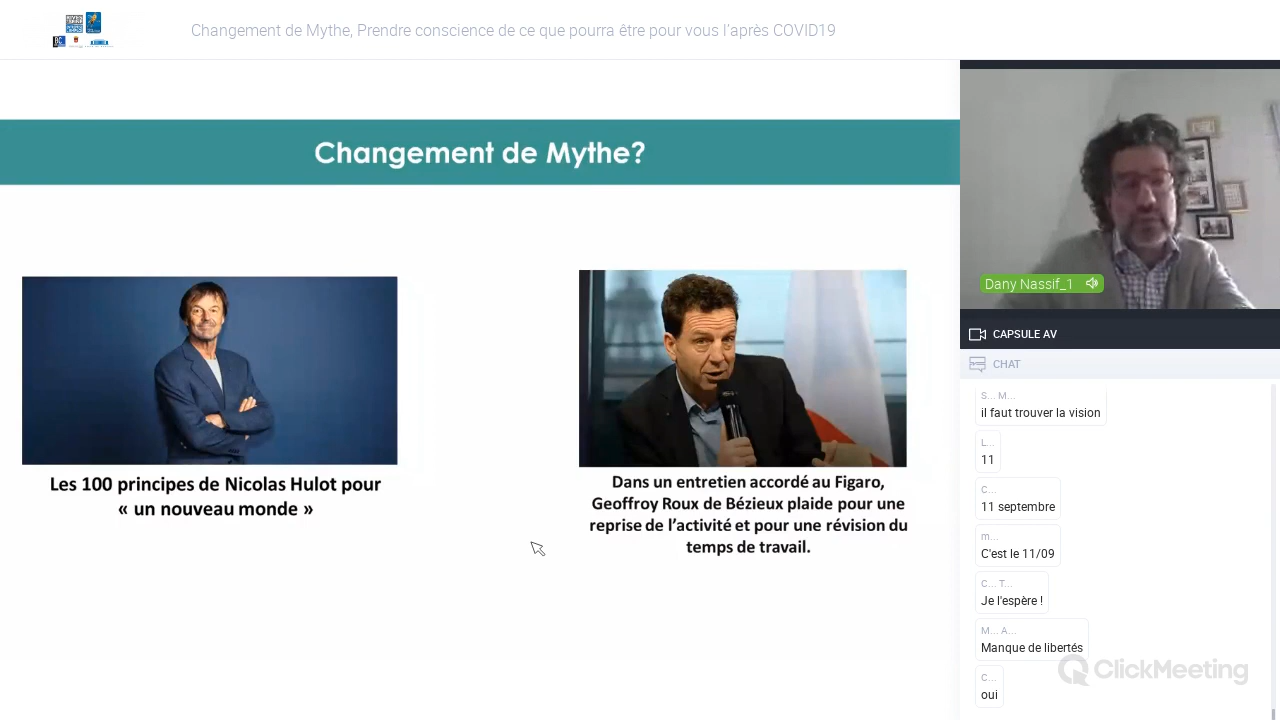 Changement de Mythe, Prendre conscience de ce que pourra être pour vous l'après COVID19
Changement de Mythe?
Les 100 principes de Nicolas Hulot pour
« un nouveau monde »
Dans un entretien accordé au Figaro,
Geoffroy Roux de Bézieux plaide pour une
reprise de l'activité et pour une révision du
temps de travail.
Dany Nassif_1
CAPSULE AV
CHAT
S... M...
il faut trouver la vision
L...
11
C...
11 septembre
m...
C'est le 11/09
C... T...
Je l'espère !
M... A...
Manque de libertés
C...
oui
ClickMeeting